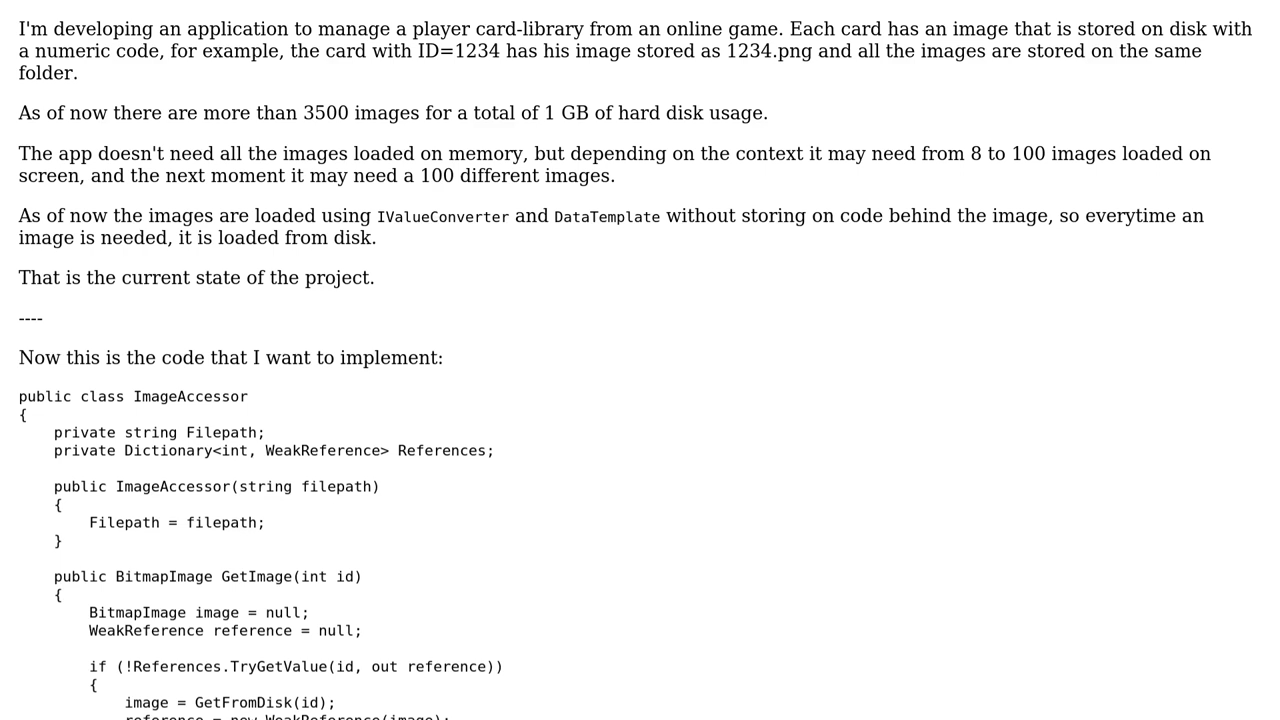 I'm developing an application to manage a player card-library from an online game. Each card has an image that is stored on disk with
a numeric code, for example, the card with ID=1234 has his image stored as 1234.png and all the images are stored on the same
folder.
As of now there are more than 3500 images for a total of 1 GB of hard disk usage.
The app doesn't need all the images loaded on memory, but depending on the context it may need from 8 to 100 images loaded on
screen, and the next moment it may need a 100 different images.
As of now the images are loaded using IValueConverter and DataTemplate without storing on code behind the image, so everytime an
image is needed, it is loaded from disk.
That is the current state of the project.
----
Now this is the code that I want to implement:
public class ImageAccessor
{
    private string Filepath;
    private Dictionary<int, WeakReference> References;
    public ImageAccessor(string filepath)
    {
        Filepath = filepath;
    }
    public BitmapImage GetImage(int id)
    {
        BitmapImage image = null;
        WeakReference reference = null;
        if (!References.TryGetValue(id, out reference))
        {
            image = GetFromDisk(id);
            reference = new WeakReference(image);